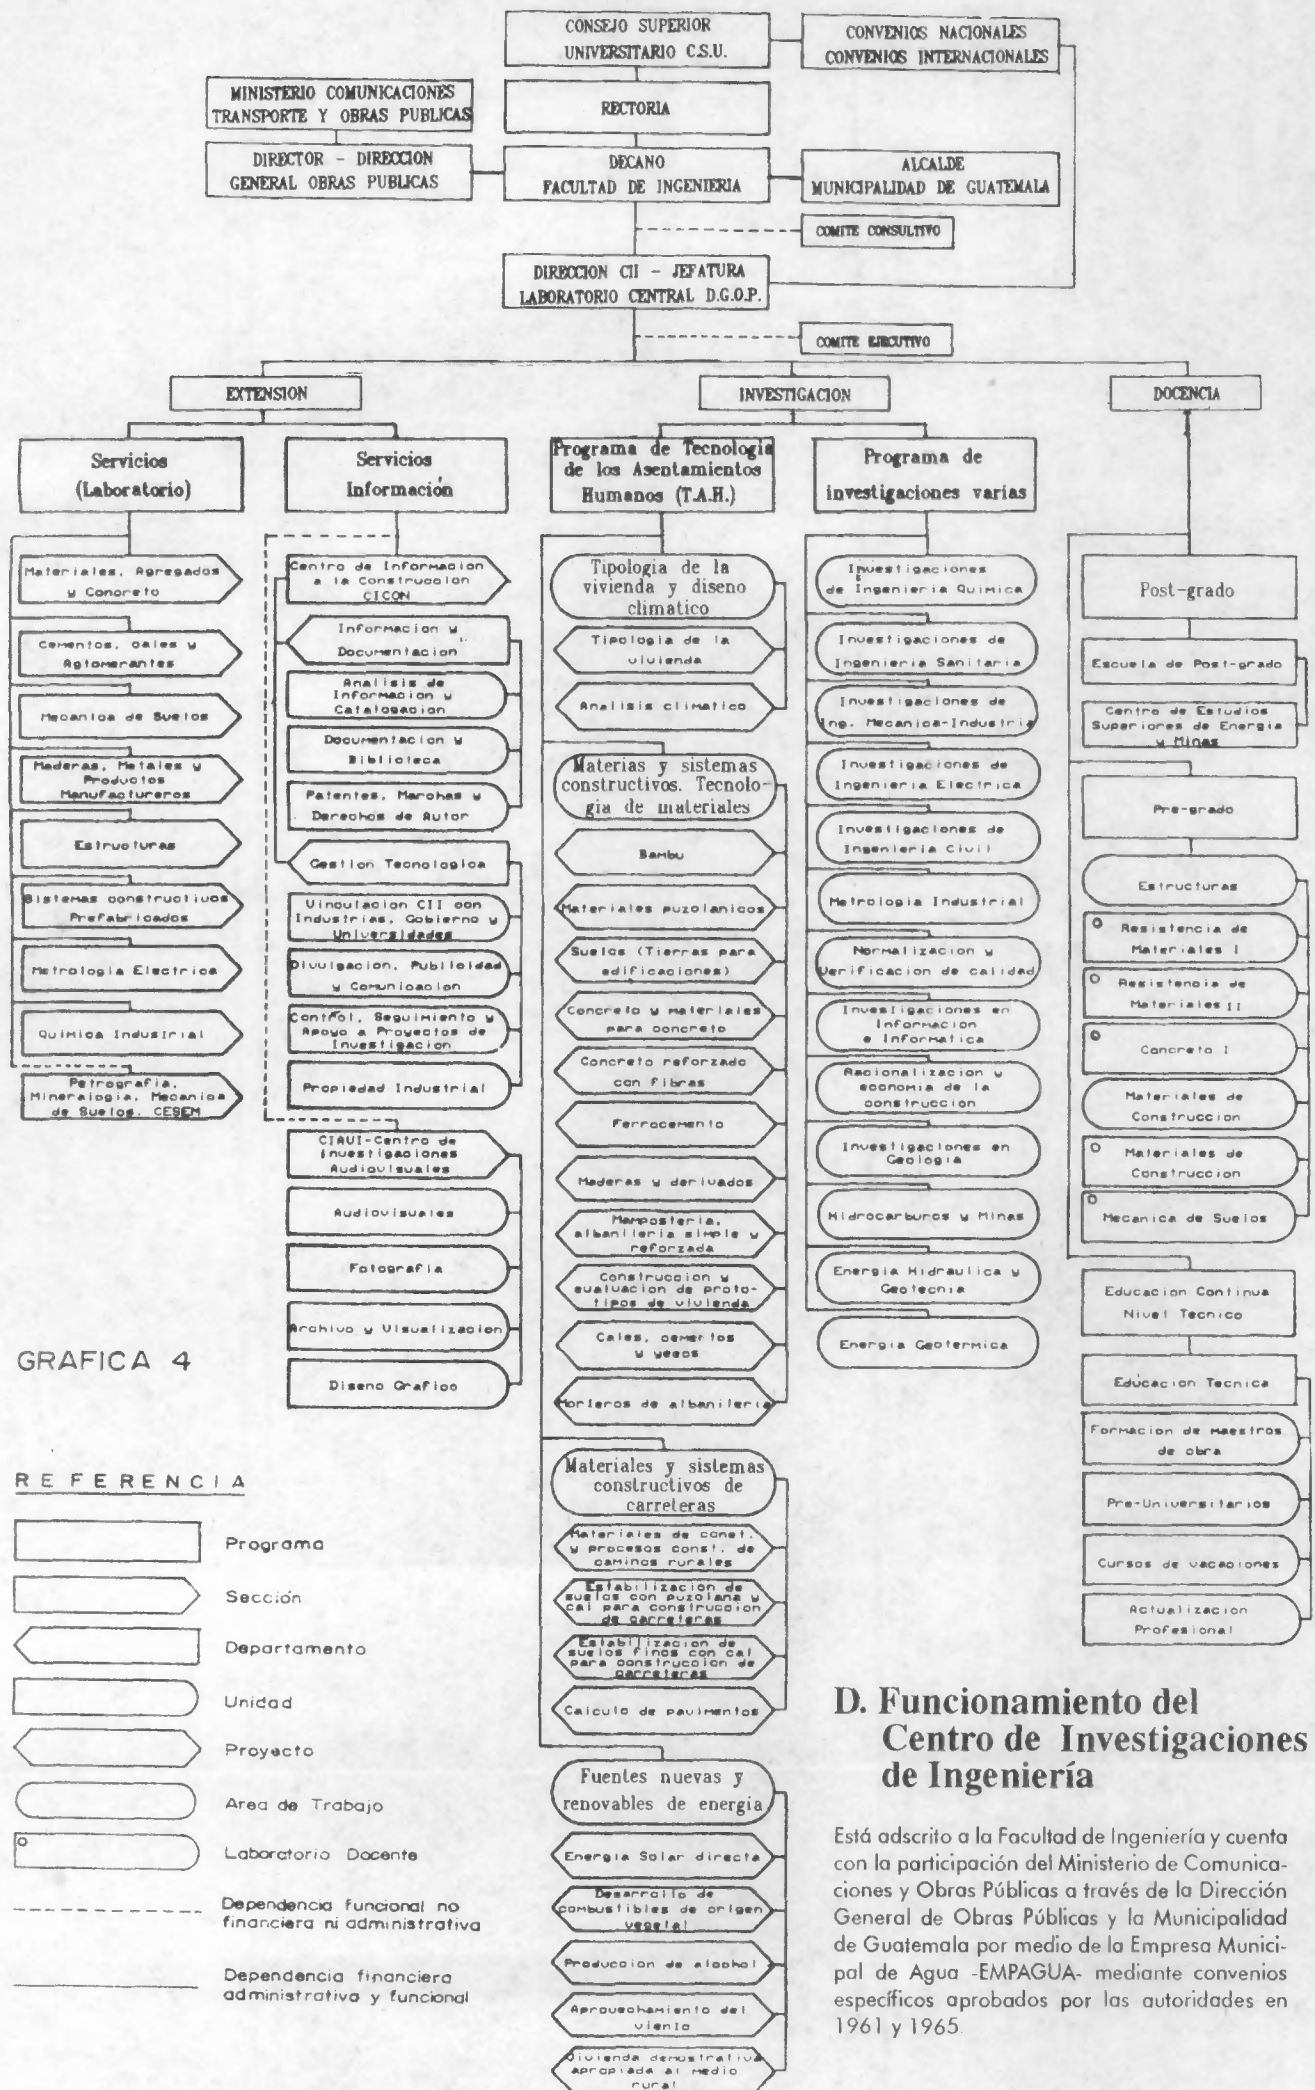 CONSEJO SUPERIOR
UNIVERSITARIO C.S.U.
CONVENIOS NACIONALES
CONVENIOS INTERNACIONALES
MINISTERIO COMUNICACIONES
TRANSPORTE Y OBRAS PUBLICAS
RECTORIA
DIRECTOR - DIRECCION
GENERAL OBRAS PUBLICAS
DECANO
FACULTAD DE INGENIERIA
ALCALDE
MUNICIPALIDAD DE GUATEMALA
COMITE CONSULTIVO
DIRECCION CII - JEFATURA
LABORATORIO CENTRAL D.G.O.P.
COMITE EJECUTIVO
EXTENSION
INVESTIGACION
DOCENCIA
Servicios
(Laboratorio)
Materiales, Agregados
y Concreto
Cementos, cales y
Aglomerantes
Mecanica de Suelos
Maderas, Metales y
Productos
Manufactureros
Estructuras
Sistemas constructivos
Prefabricados
Metrologia Electrica
Quimica Industrial
Petrografia,
Mineralogia, Mecanica
de Suelos, CESEM
Servicios
Información
Centro de Informacion
a la Construccion
CICON
Informacion y
Documentacion
Analisis de
Informacion y
Catalogacion
Documentacion y
Biblioteca
Patentes, Marchas y
Derechos de Autor
Gestion Tecnologica
Vinculacion CII con
Industrias, Gobierno y
Universidades
Divulgacion, Publicidad
y Comunicacion
Control, Seguimiento y
Apoyo a Proyectos de
Investigacion
Propiedad Industrial
CIAVI-Centro de
Investigaciones
Audiovisuales
Audiovisuales
Fotografia
Archivo y Visualizacion
Diseno Grafico
Programa de Tecnologia
de los Asentamientos
Humanos (T.A.H.)
Tipologia de la
vivienda y diseno
climatico
Tipologia de la
vivienda
Analisis climatico
Materias y sistemas
constructivos. Tecnolo-
gia de materiales
Bambu
Materiales puzolanicos
Suelos (Tierras para
edificaciones)
Concreto y materiales
para concreto
Concreto reforzado
con fibras
Ferrocemento
Maderas y derivados
Mamposteria,
albanileria simple y
reforzada
Construccion y
evaluacion de proto-
tipos de vivienda
Cales, cementos
y yesos
Morteros de albanileria
Materiales y sistemas
constructivos de
carreteras
Materiales de const.
y procesos const. de
caminos rurales
Estabilizacion de
suelos con puzolana y
cal para construccion
de carreteras
Estabilizacion de
suelos finos con cal
para construccion de
carreteras
Calculo de pavimentos
Fuentes nuevas y
renovables de energia
Energia Solar directa
Desarrollo de
combustibles de origen
vegetal
Produccion de alcohol
Aprovechamiento del
viento
Vivienda demostrativa
apropiada al medio
rural
Programa de
investigaciones varias
Investigaciones
de Ingenieria Quimica
Investigaciones de
Ingenieria Sanitaria
Investigaciones de
Ing. Mecanica-Industria
Investigaciones de
Ingenieria Electrica
Investigaciones de
Ingenieria Civil
Metrologia Industrial
Normalizacion y
Verificacion de calidad
Investigaciones en
Informacion
e Informatica
Racionalizacion y
economia de la
construccion
Investigaciones en
Geologia
Hidrocarburos y Minas
Energia Hidraulica y
Geotecnia
Energia Geotermica
Post-grado
Escuela de Post-grado
Centro de Estudios
Superiores de Energia
y Minas
Pre-grado
Estructuras
Resistencia de
Materiales I
Resistencia de
Materiales II
Concreto I
Materiales de
Construccion
Materiales de
Construccion
Mecanica de Suelos
Educacion Continua
Nivel Tecnico
Educacion Tecnica
Formacion de maestros
de obra
Pre-Universitarios
Cursos de vacaciones
Actualizacion
Profesional
GRAFICA 4
REFERENCIA
Programa
Sección
Departamento
Unidad
Proyecto
Area de Trabajo
Laboratorio Docente
Dependencia funcional no
financiera ni administrativa
Dependencia financiera
administrativa y funcional
D. Funcionamiento del
Centro de Investigaciones
de Ingeniería
Está adscrito a la Facultad de Ingeniería y cuenta
con la participación del Ministerio de Comunica-
ciones y Obras Públicas a través de la Dirección
General de Obras Públicas y la Municipalidad
de Guatemala por medio de la Empresa Munici-
pal de Agua -EMPAGUA- mediante convenios
específicos aprobados por las autoridades en
1961 y 1965.